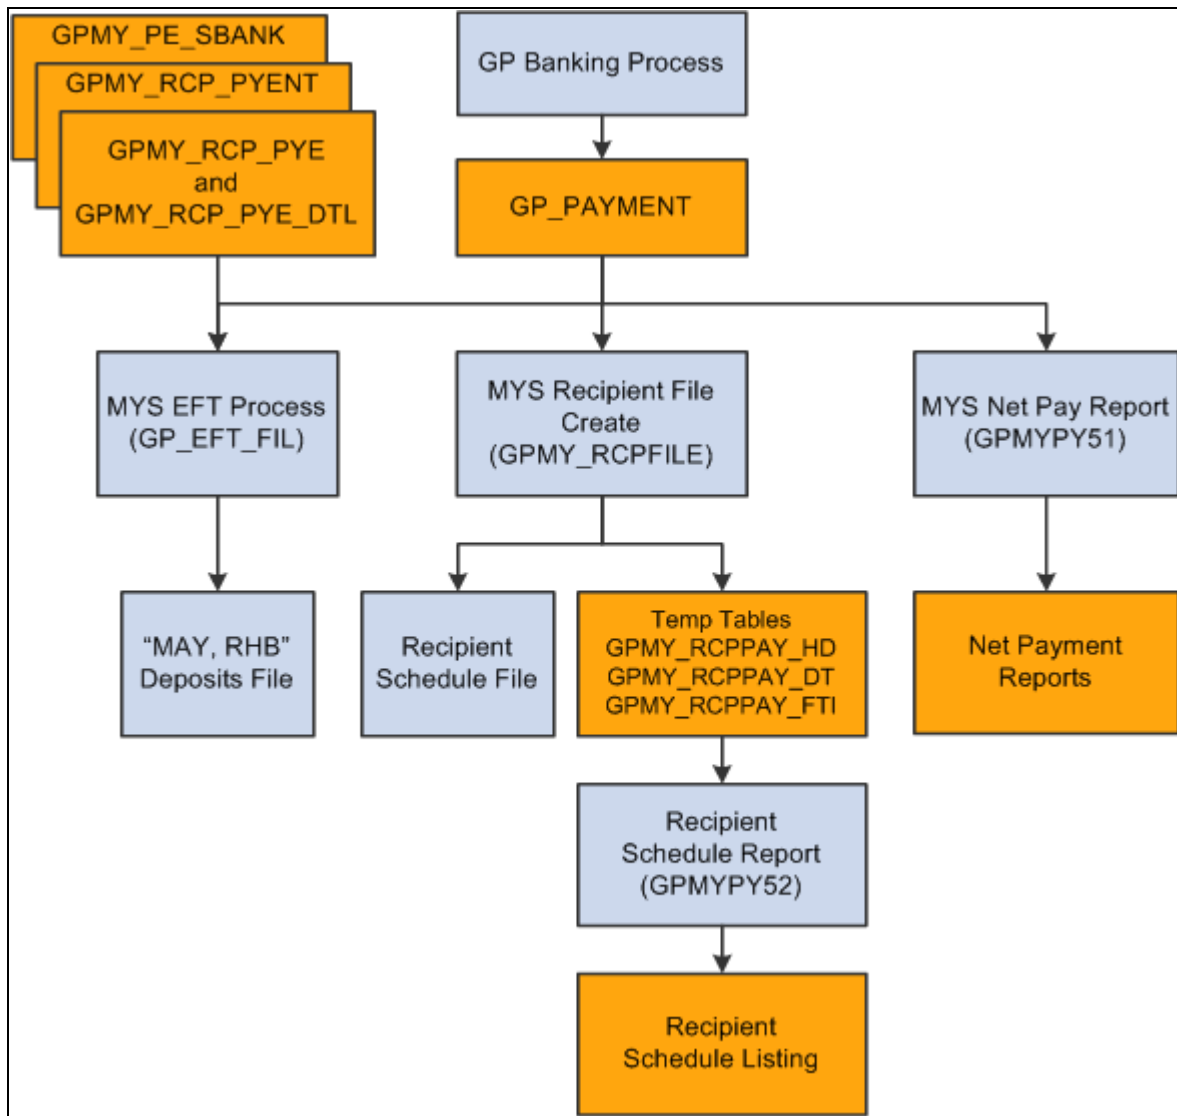 GPMY_PE_SBANK
GPMY_RCP_PYENT
GPMY_RCP_PYE
and
GPMY_RCP_PYE_DTL
GP Banking Process
GP_PAYMENT
MYS EFT Process
(GP_EFT_FIL)
MYS Recipient File
Create
(GPMY_RCPFILE)
MYS Net Pay Report
(GPMYPY51)
“MAY, RHB”
Deposits File
Recipient
Schedule File
Temp Tables
GPMY_RCPPAY_HD
GPMY_RCPPAY_DT
GPMY_RCPPAY_FTI
Net Payment
Reports
Recipient
Schedule Report
(GPMYPY52)
Recipient
Schedule Listing